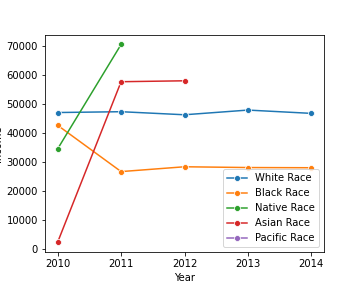 70000
60000
50000
40000
30000
20000
10000
0
2010 2011 2012 2013 2014
Year
White Race
Black Race
Native Race
Asian Race
Pacific Race